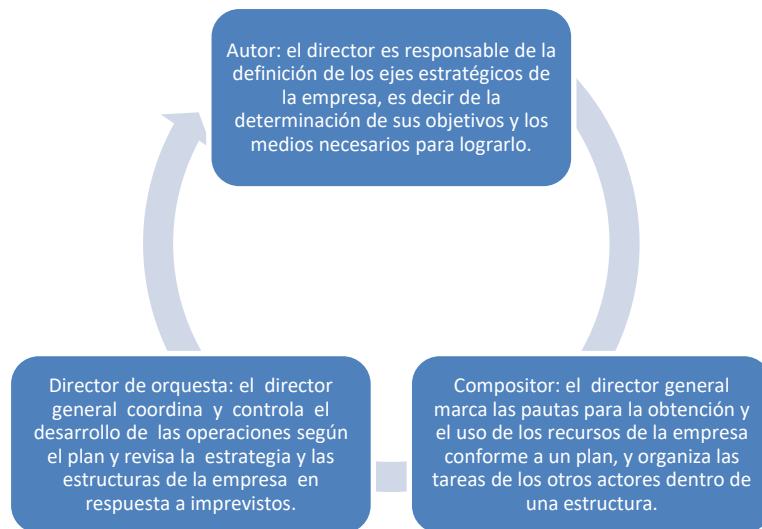 Autor: el director es responsable de la
definición de los ejes estratégicos de
la empresa, es decir de la
determinación de sus objetivos y los
medios necesarios para lograrlo.
Compositor: el director general
marca las pautas para la obtención y
el uso de los recursos de la empresa
conforme a un plan, y organiza las
tareas de los otros actores dentro de
una estructura.
Director de orquesta: el director
general coordina y controla el
desarrollo de las operaciones según
el plan y revisa la estrategia y las
estructuras de la empresa en
respuesta a imprevistos.